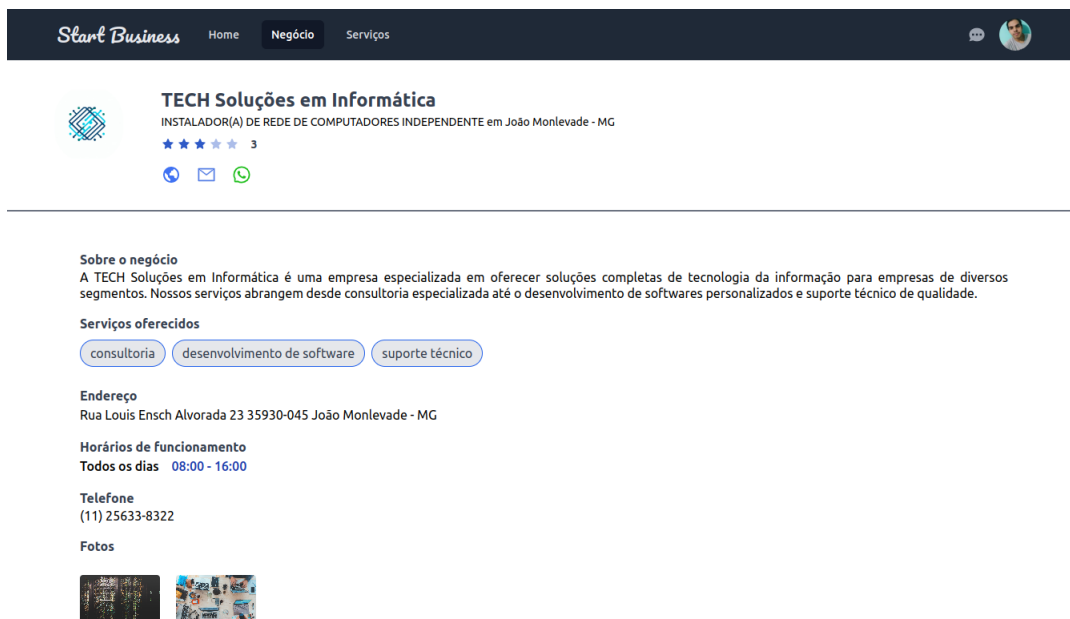 Start Business Home Negócio Serviços
TECH Soluções em Informática
INSTALADOR(A) DE REDE DE COMPUTADORES INDEPENDENTE em João Monlevade - MG
3
Sobre o negócio
A TECH Soluções em Informática é uma empresa especializada em oferecer soluções completas de tecnologia da informação para empresas de diversos
segmentos. Nossos serviços abrangem desde consultoria especializada até o desenvolvimento de softwares personalizados e suporte técnico de qualidade.
Serviços oferecidos
consultoria desenvolvimento de software suporte técnico
Endereço
Rua Louis Ensch Alvorada 23 35930-045 João Monlevade - MG
Horários de funcionamento
Todos os dias 08:00 - 16:00
Telefone
(11) 25633-8322
Fotos